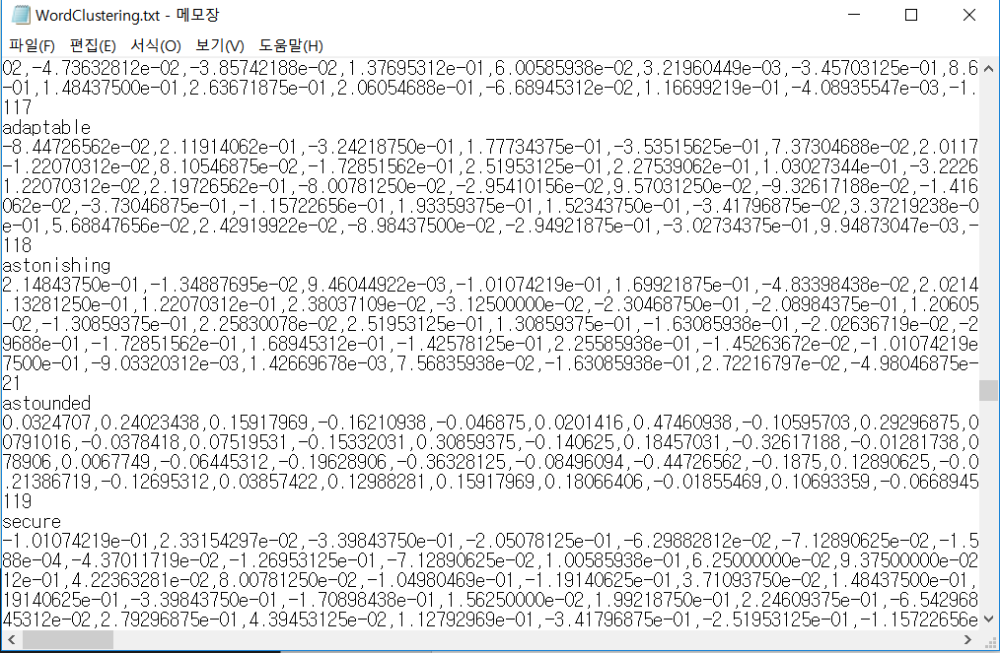 WordClustering.txt - 메모장
파일(F) 편집(E) 서식(O) 보기(V) 도움말(H)
02,-4.73632812e-02,-3.85742188e-02,1.37695312e-01,6.00585938e-02,3.21960449e-03,-3.45703125e-01,8.6
-01,1.48437500e-01,2.63671875e-01,2.06054688e-01,-6.68945312e-02,1.16699219e-01,-4.08935547e-03,-1.
117
adaptable
-8.44726562e-02,2.11914062e-01,-3.24218750e-01,1.77734375e-01,-3.53515625e-01,7.37304688e-02,2.0117
-1.22070312e-01,8.10546875e-02,-1.72851562e-01,2.51953125e-01,2.27539062e-01,1.03027344e-01,-3.2226
1.22070312e-02,2.19726562e-01,-8.00781250e-02,-2.95410156e-02,9.57031250e-02,-9.32617188e-02,-1.416
062e-02,-3.73046875e-01,-1.15722656e-01,1.93359375e-01,1.52343750e-01,-3.41796875e-02,3.37219238e-0
e-01,5.68847656e-02,2.42919922e-02,-8.98437500e-02,-2.94921875e-01,-3.02734375e-01,9.94873047e-03,-
118
astonishing
2.14843750e-01,-1.34887695e-02,9.46044922e-03,-1.01074219e-01,1.69921875e-01,-4.83398438e-02,2.0214
.13281250e-01,1.22070312e-01,2.38037109e-02,-3.12500000e-02,-2.30468750e-01,-2.08984375e-01,1.20605
-02,-1.30859375e-01,2.25830078e-02,2.51953125e-01,1.30859375e-01,-1.63085938e-01,-2.02636719e-02,-2
9688e-01,-1.72851562e-01,1.68945312e-01,-1.42578125e-01,2.25585938e-01,-1.45263672e-02,-1.01074219e
7500e-01,-9.03320312e-03,1.42669678e-03,7.56835938e-02,-1.63085938e-01,2.72216797e-02,-4.98046875e-
21
astounded
0.0324707,0.24023438,0.15917969,-0.16210938,-0.046875,0.0201416,0.47460938,-0.10595703,0.29296875,0
0791016,-0.0378418,0.07519531,-0.15332031,0.30859375,-0.140625,0.18457031,-0.32617188,-0.01281738,0
78906,0.0067749,-0.06445312,-0.19628906,-0.36328125,-0.08496094,-0.44726562,-0.1875,0.12890625,-0.0
.21386719,-0.12695312,0.03857422,0.12988281,0.15917969,0.18066406,-0.01855469,0.10693359,-0.0668945
119
secure
-1.01074219e-01,2.33154297e-02,-3.39843750e-01,-2.05078125e-01,-6.29882812e-02,-7.12890625e-02,-1.5
88e-04,-4.37011719e-02,-1.26953125e-01,-7.12890625e-02,1.00585938e-01,6.25000000e-02,9.37500000e-02
12e-01,4.22363281e-02,8.00781250e-02,-1.04980469e-01,-1.19140625e-01,3.71093750e-02,1.48437500e-01,
19140625e-01,-3.39843750e-01,-1.70898438e-01,1.56250000e-02,1.99218750e-01,2.24609375e-01,-6.542968
45312e-02,2.79296875e-01,4.39453125e-02,1.12792969e-01,-3.41796875e-01,-2.51953125e-01,-1.15722656e